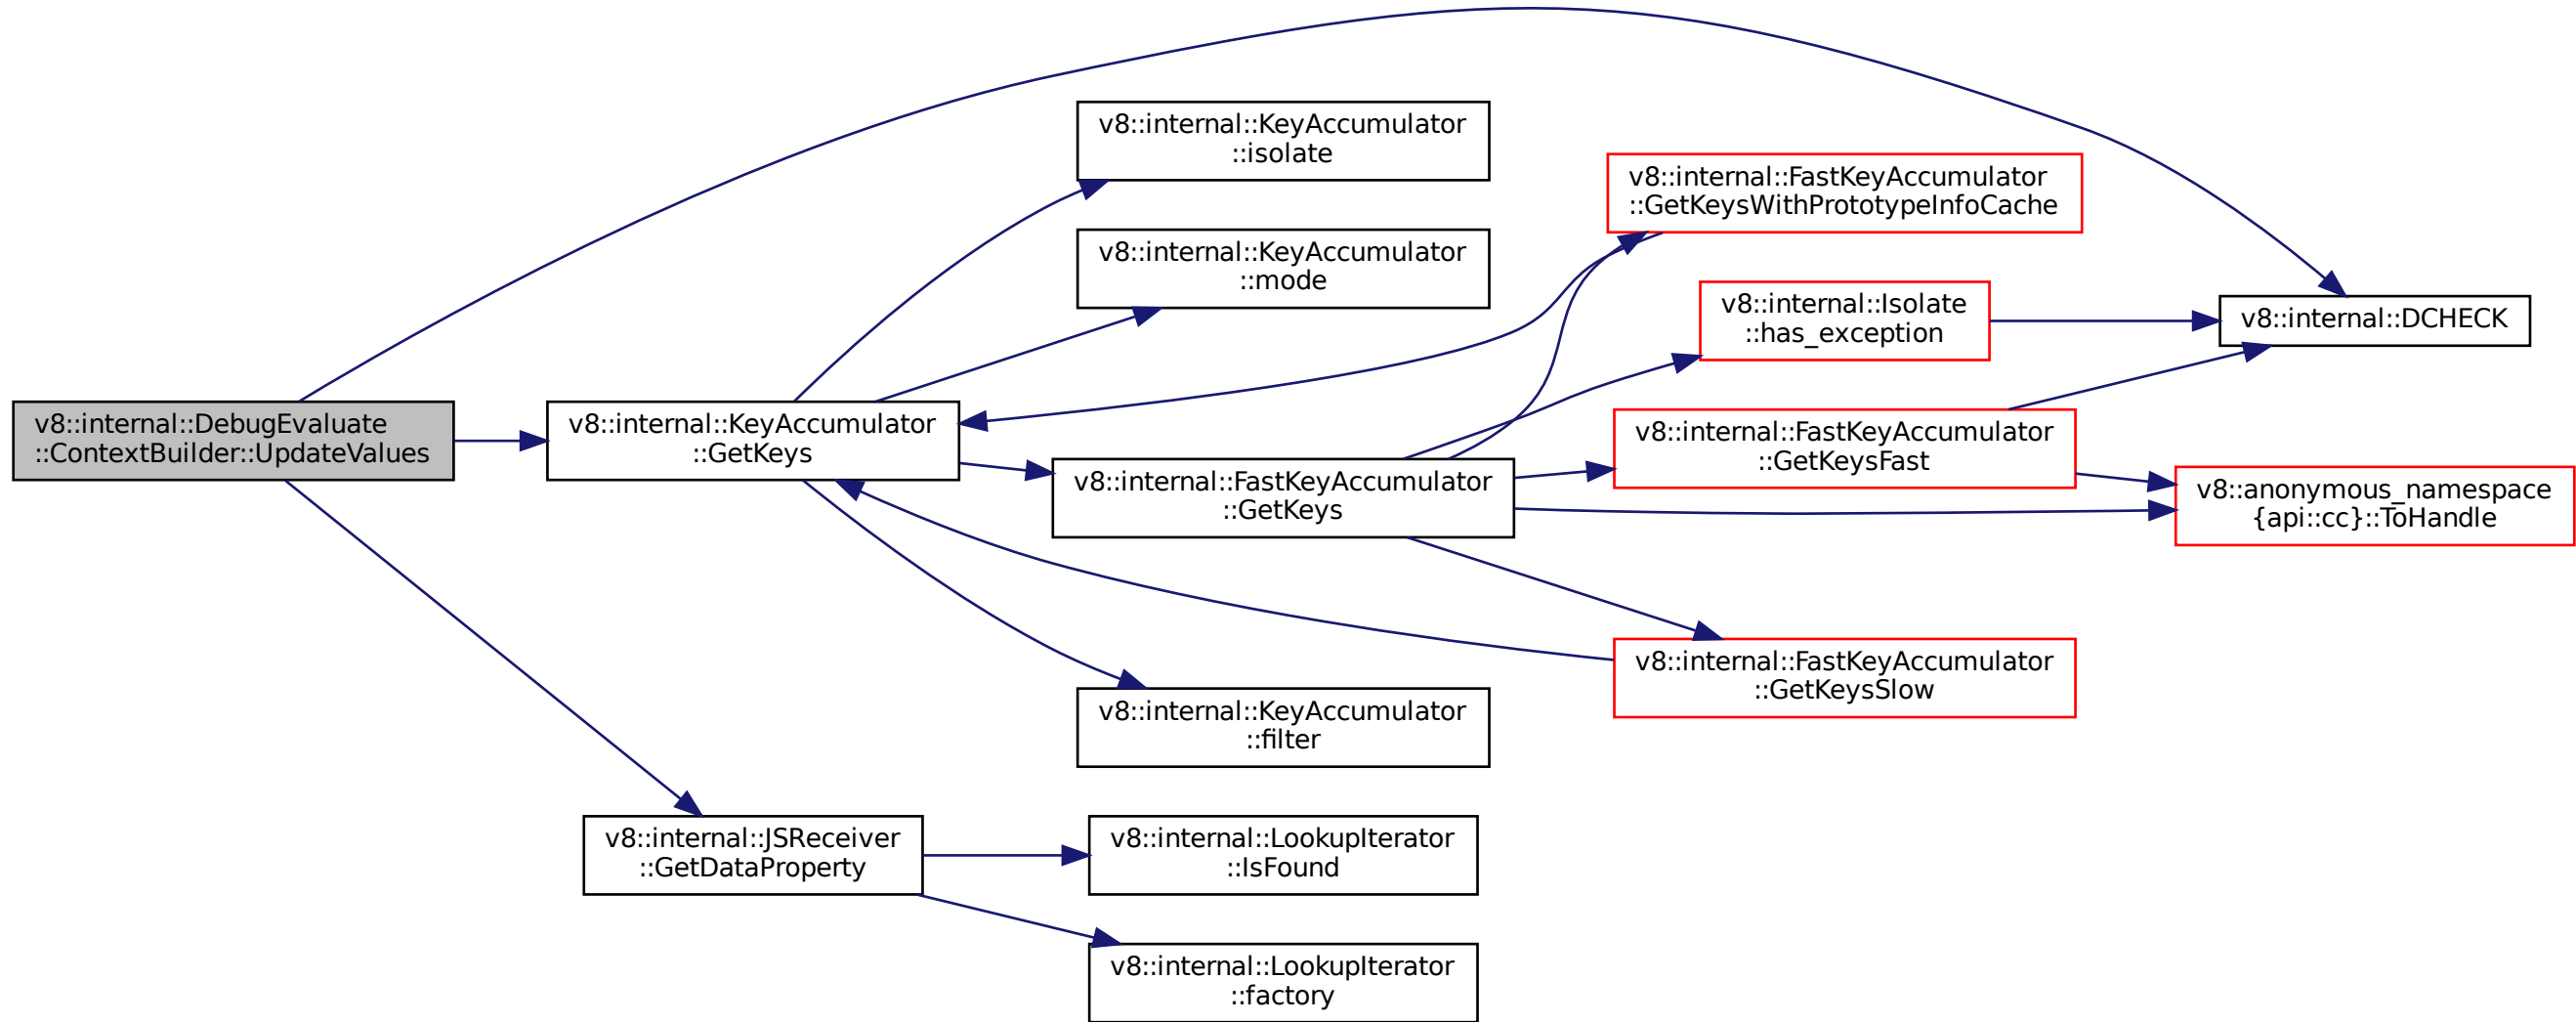 v8::internal::DebugEvaluate
::ContextBuilder::UpdateValues
v8::internal::KeyAccumulator
::GetKeys
v8::internal::JSReceiver
::GetDataProperty
v8::internal::KeyAccumulator
::isolate
v8::internal::KeyAccumulator
::mode
v8::internal::FastKeyAccumulator
::GetKeys
v8::internal::KeyAccumulator
::filter
v8::internal::LookupIterator
::IsFound
v8::internal::LookupIterator
::factory
v8::internal::FastKeyAccumulator
::GetKeysWithPrototypeInfoCache
v8::internal::Isolate
::has_exception
v8::internal::FastKeyAccumulator
::GetKeysFast
v8::internal::FastKeyAccumulator
::GetKeysSlow
v8::internal::DCHECK
v8::anonymous_namespace
{api::cc}::ToHandle